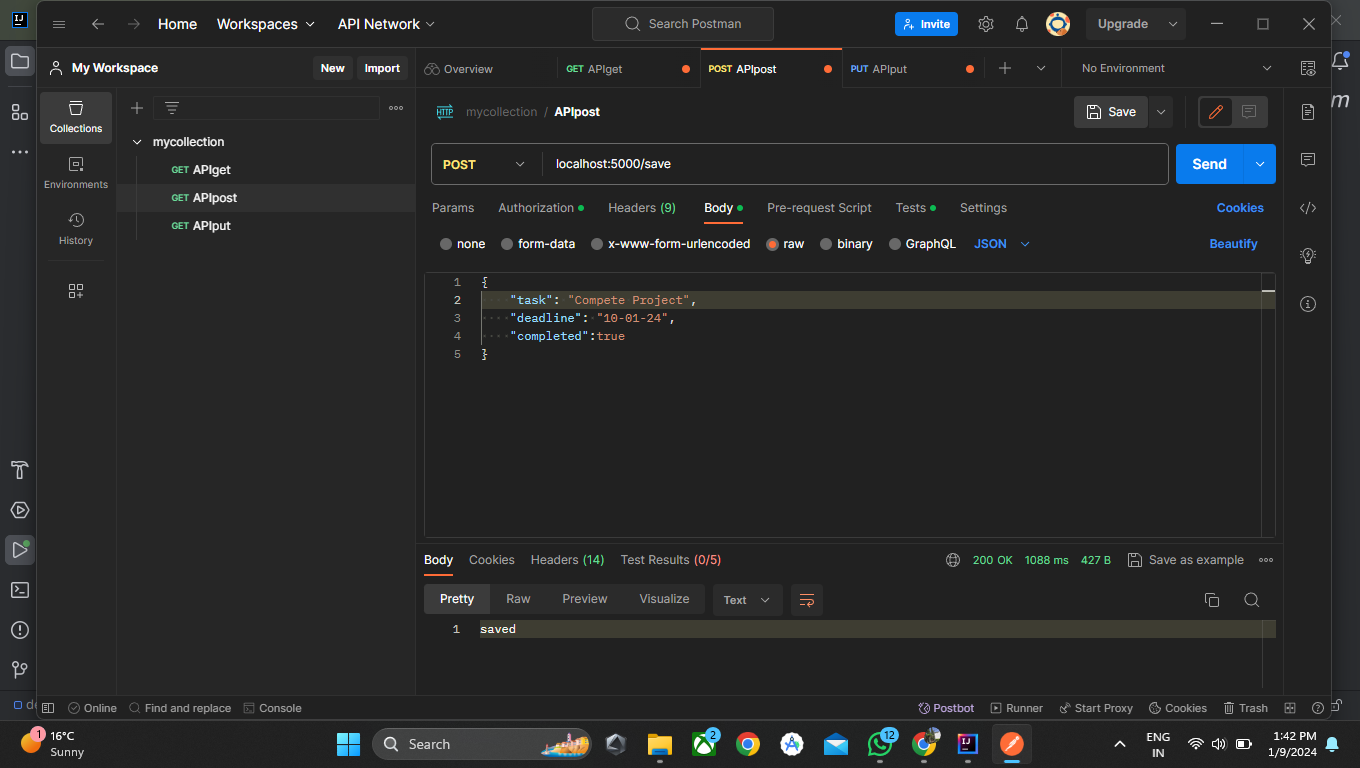 Home Workspaces API Network Search Postman Invite Upgrade
My Workspace New Import Overview GET APIget POST APIpost PUT APIput No Environment
Collections
Environments
History
mycollection
GET APIget
GET APIpost
GET APIput
HTTP mycollection / APIpost Save
POST localhost:5000/save Send
Params Authorization Headers (9) Body Pre-request Script Tests Settings Cookies
none form-data x-www-form-urlencoded raw binary GraphQL JSON Beautify
1 {
2 "task": "Compete Project",
3 "deadline": "10-01-24",
4 "completed":true
5 }
Body Cookies Headers (14) Test Results (0/5) 200 OK 1088 ms 427 B Save as example
Pretty Raw Preview Visualize Text
1 saved
Online Find and replace Console Postbot Runner Start Proxy Cookies Trash
1 16°C
Sunny
Search
2
12
ENG
IN
1:42 PM
1/9/2024